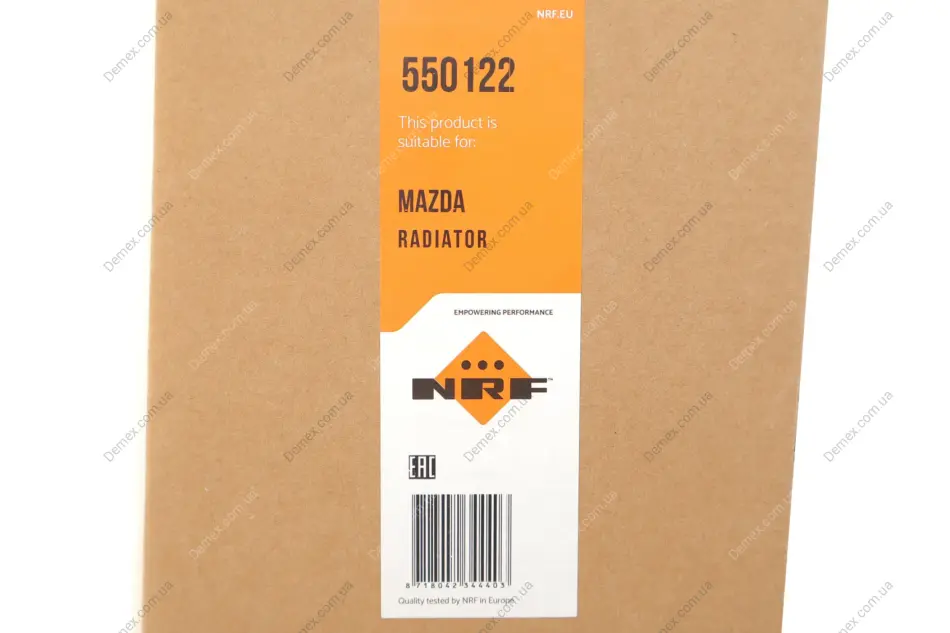 NRF.EU
550122
This product is
suitable for:
MAZDA
RADIATOR
EMPOWERING PERFORMANCE
NRF™
EAC
8 718042 344403
Quality tested by NRF in Europe
Demex.com.ua